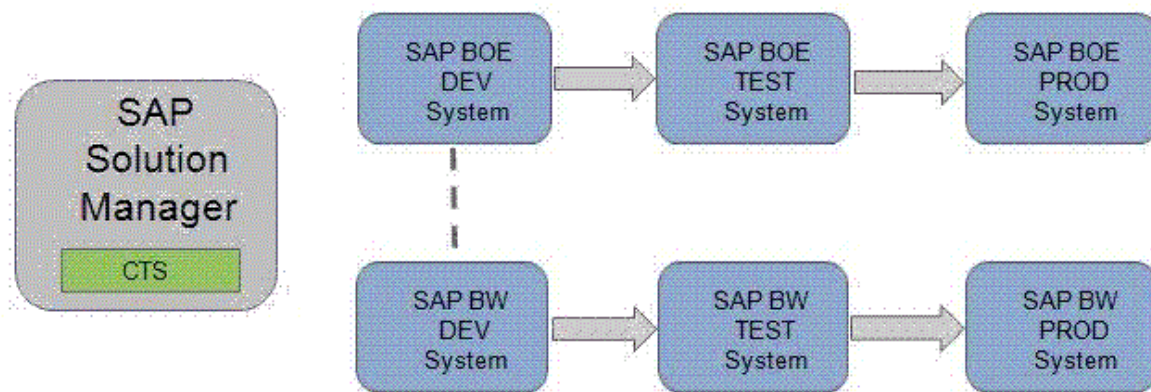 SAP
Solution
Manager
CTS
SAP BOE
DEV
System
SAP BOE
TEST
System
SAP BOE
PROD
System
SAP BW
DEV
System
SAP BW
TEST
System
SAP BW
PROD
System